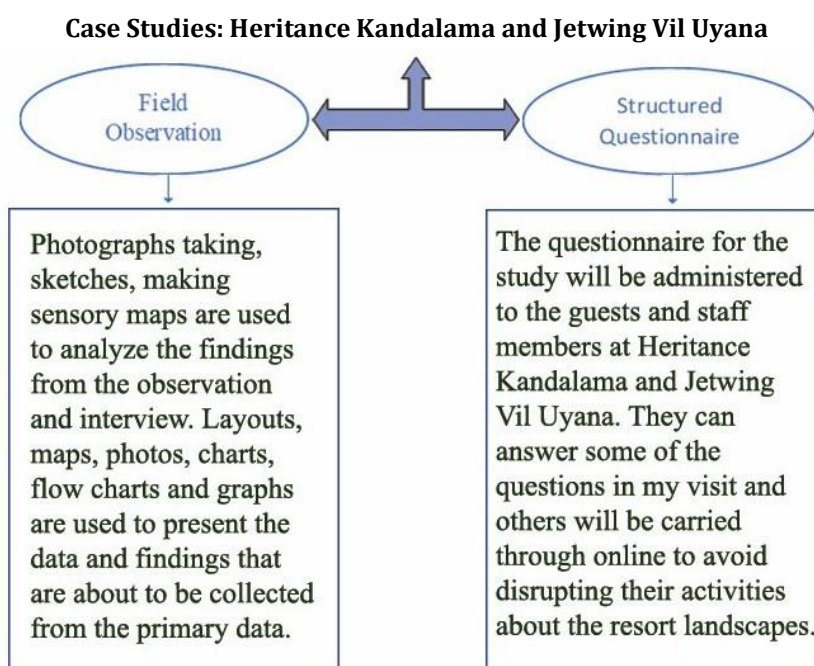 Case Studies: Heritance Kandalama and Jetwing Vil Uyana
Field
Observation
Structured
Questionnaire
Photographs taking,
sketches, making
sensory maps are used
to analyze the findings
from the observation
and interview. Layouts,
maps, photos, charts,
flow charts and graphs
are used to present the
data and findings that
are about to be collected
from the primary data.
The questionnaire for the
study will be administered
to the guests and staff
members at Heritance
Kandalama and Jetwing
Vil Uyana. They can
answer some of the
questions in my visit and
others will be carried
through online to avoid
disrupting their activities
about the resort landscapes.